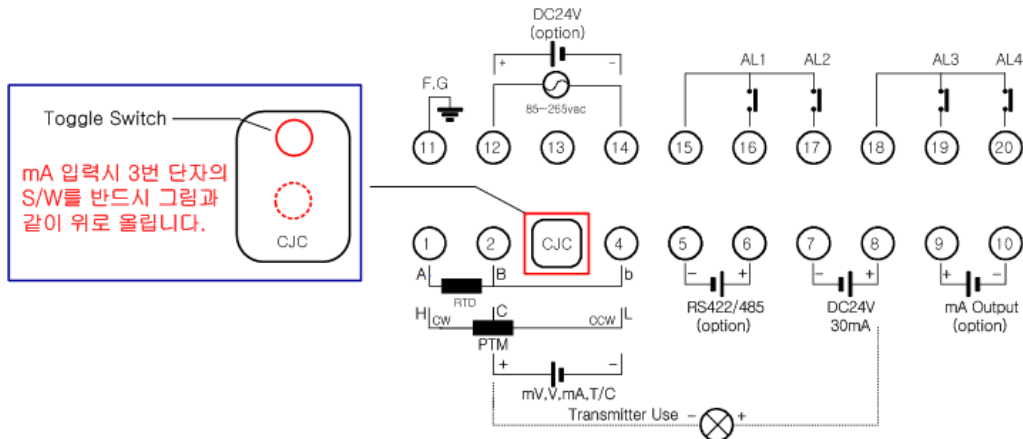 DC24V
(option)
+ -
AL1 AL2 AL3 AL4
F.G
85~265vac
11 12 13 14 15 16 17 18 19 20
Toggle Switch
mA 입력시 3번 단자의
S/W를 반드시 그림과
같이 위로 올립니다.
CJC
1 2 CJC 4 5 6 7 8 9 10
A B b
RTD
- + - + + -
RS422/485 DC24V mA Output
(option) 30mA (option)
H CW C CCW L
PTM
+ -
mV,V,mA,T/C
Transmitter Use - +